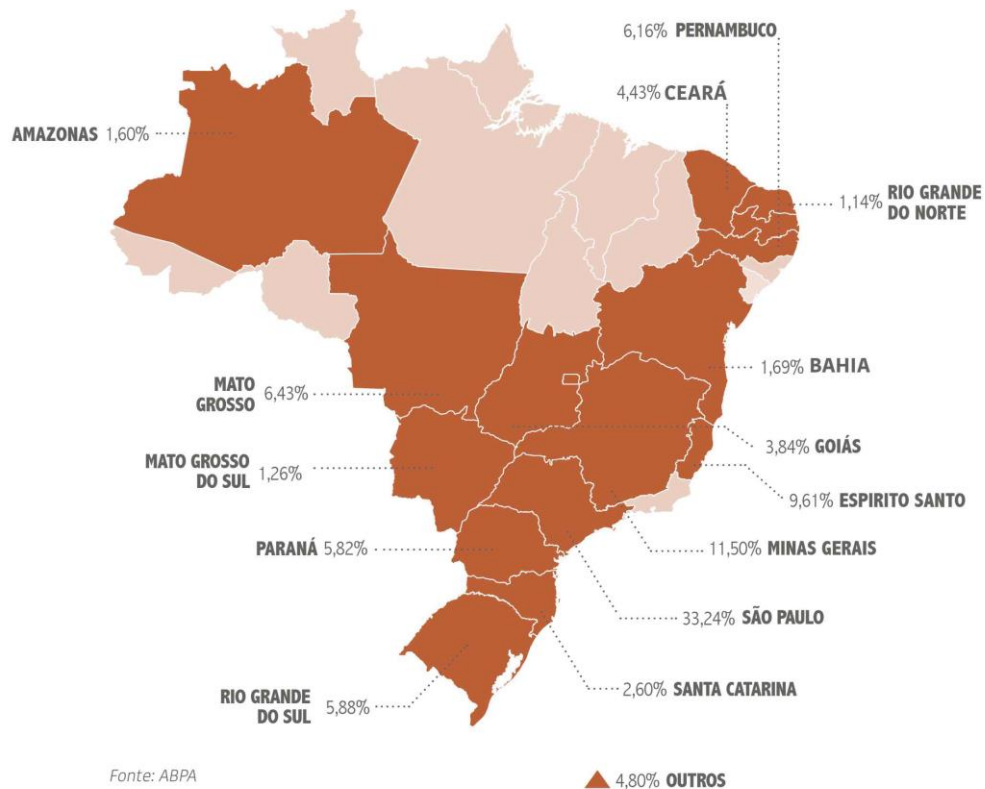 6,16% PERNAMBUCO
4,43% CEARÁ
AMAZONAS 1,60%
1,14% RIO GRANDE
DO NORTE
1,69% BAHIA
MATO
GROSSO 6,43%
3,84% GOIÁS
MATO GROSSO
DO SUL 1,26%
9,61% ESPIRITO SANTO
PARANÁ 5,82%
11,50% MINAS GERAIS
33,24% SÃO PAULO
2,60% SANTA CATARINA
RIO GRANDE
DO SUL 5,88%
Fonte: ABPA
4,80% OUTROS